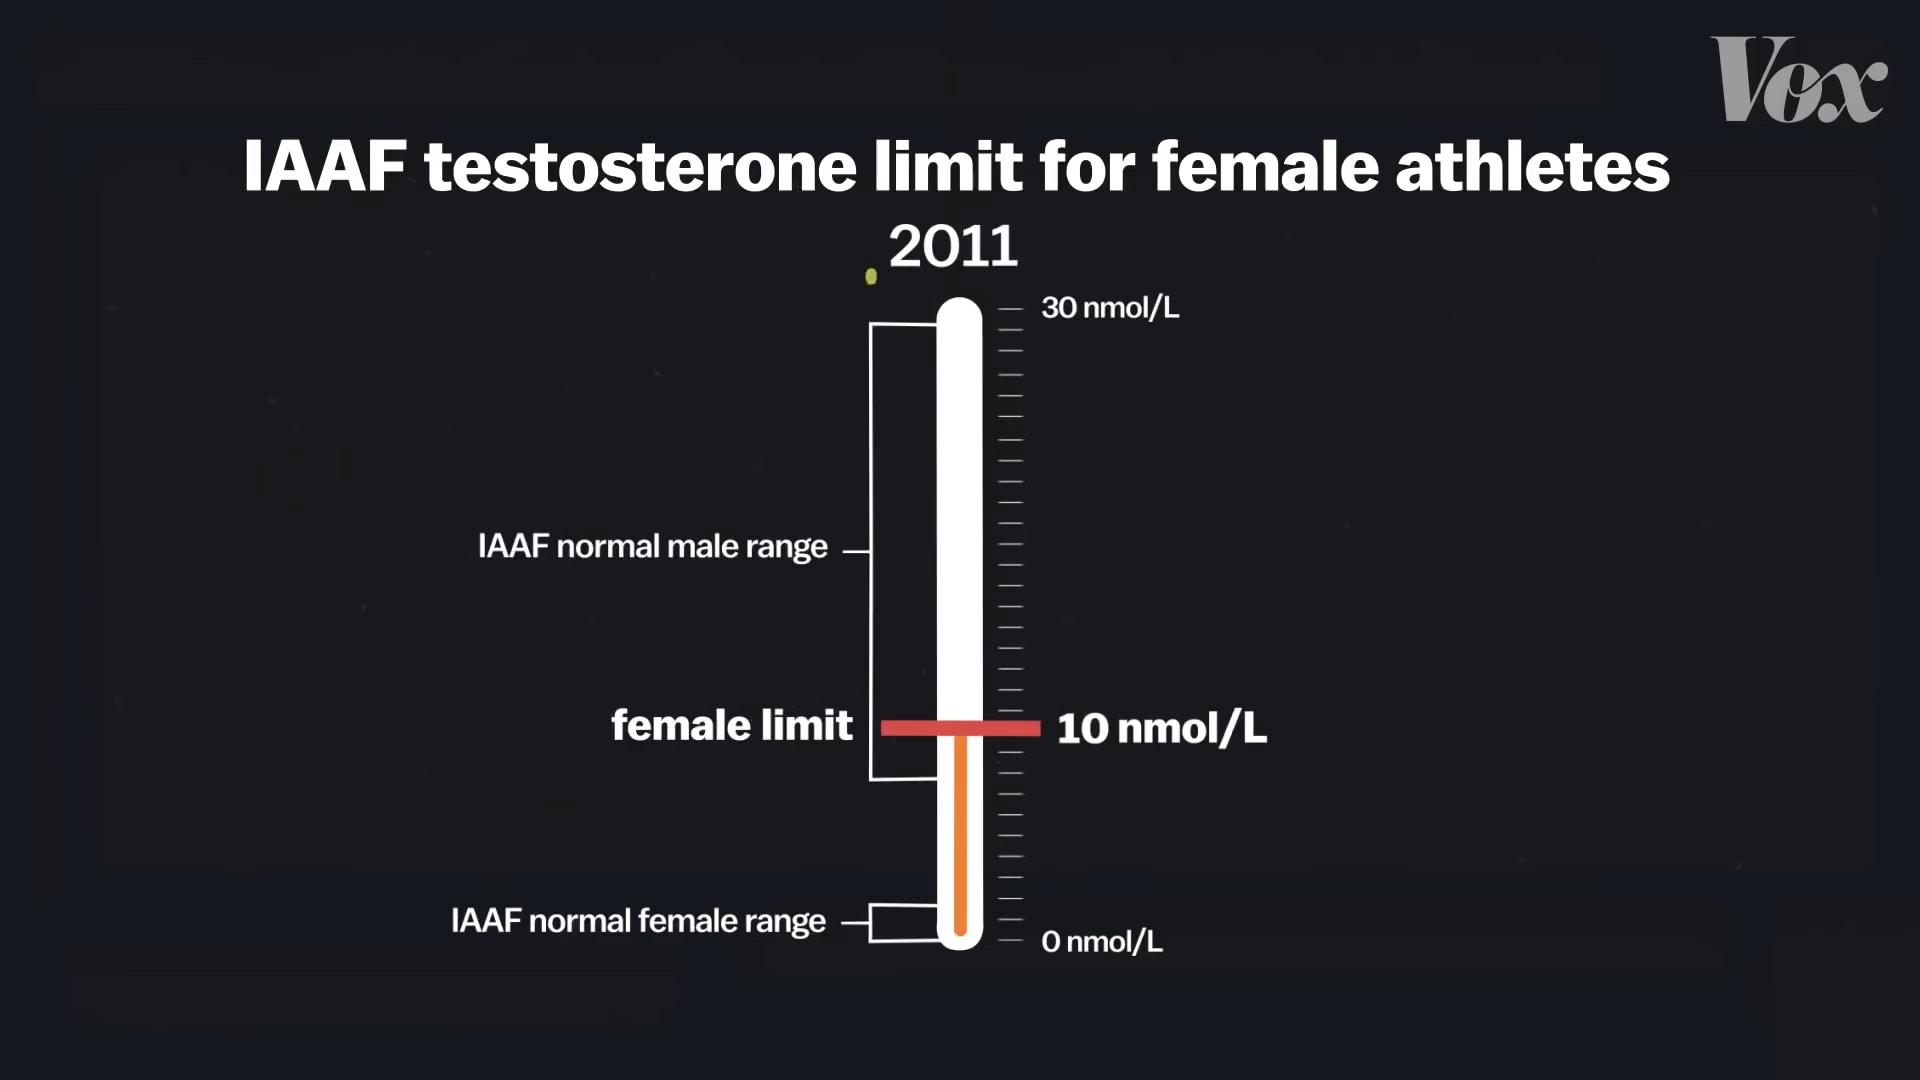 Vox
IAAF testosterone limit for female athletes
2011
30 nmol/L
IAAF normal male range
female limit
10 nmol/L
IAAF normal female range
0 nmol/L